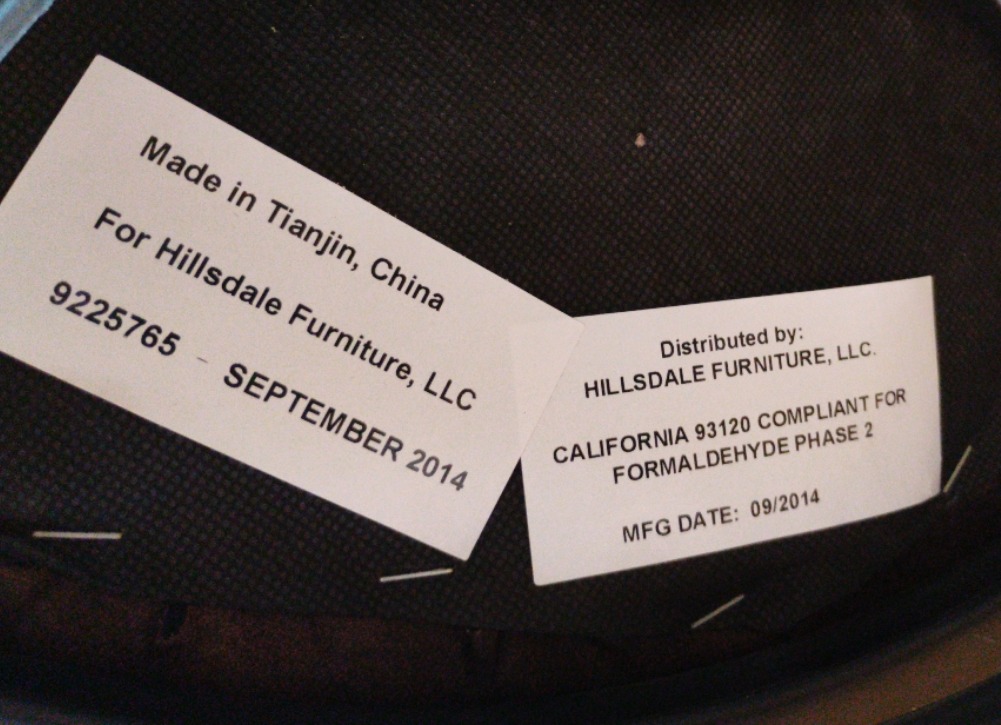 Made in Tianjin, China
For Hillsdale Furniture, LLC
9225765 - SEPTEMBER 2014
Distributed by:
HILLSDALE FURNITURE, LLC.
CALIFORNIA 93120 COMPLIANT FOR
FORMALDEHYDE PHASE 2
MFG DATE: 09/2014